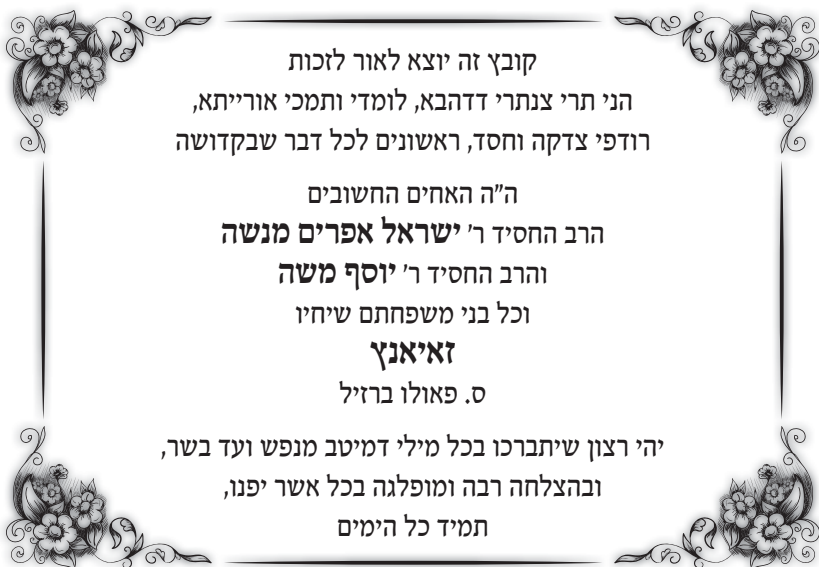 קובץ זה יוצא לאור לזכות
הני תרי צנתרי דדהבא, לומדי ותמכי אורייתא,
רודפי צדקה וחסד, ראשונים לכל דבר שבקדושה
ה"ה האחים החשובים
הרב החסיד ר' ישראל אפרים מנשה
והרב החסיד ר' יוסף משה
וכל בני משפחתם שיחיו
זאיאנץ
ס. פאולו ברזיל
יהי רצון שיתברכו בכל מילי דמיטב מנפש ועד בשר,
ובהצלחה רבה ומופלגה בכל אשר יפנו,
תמיד כל הימים